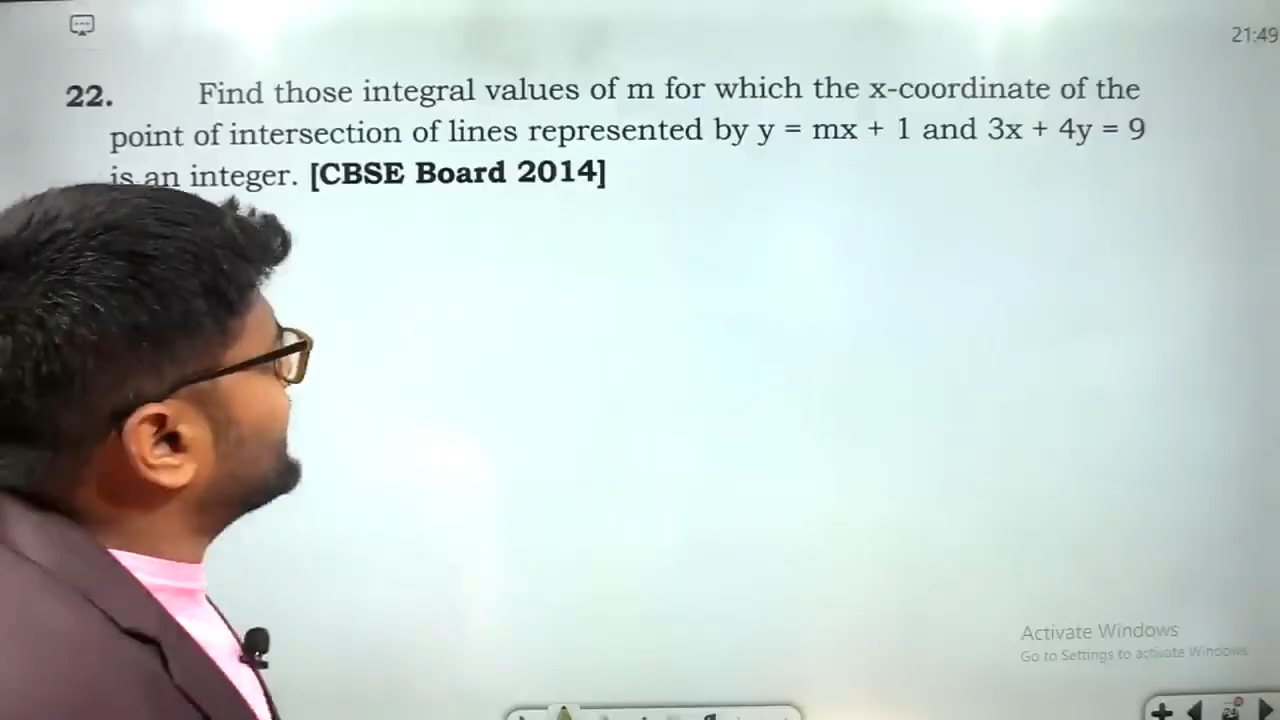 21:49
22. Find those integral values of m for which the x-coordinate of the
point of intersection of lines represented by y = mx + 1 and 3x + 4y = 9
is an integer. [CBSE Board 2014]
Activate Windows
Go to Settings to activate Windows.